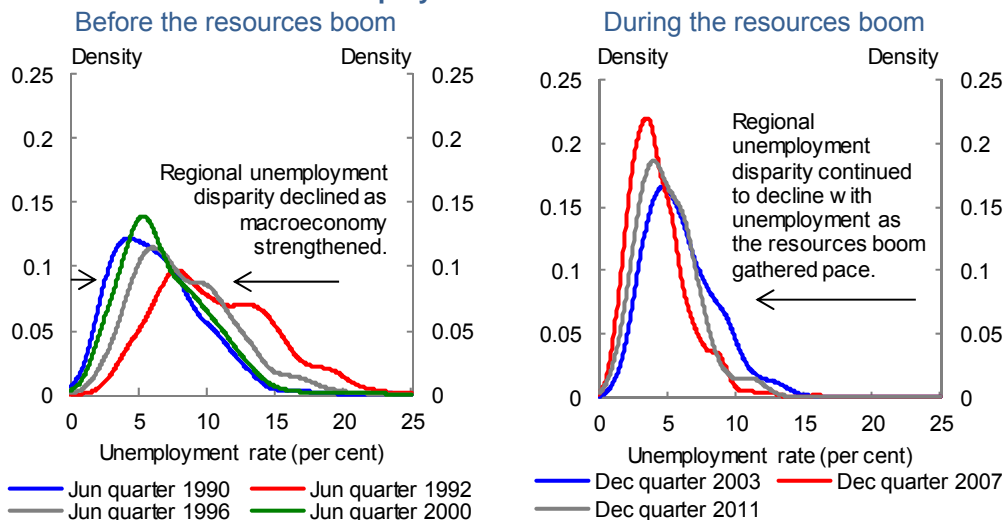 Before the resources boom
Density Density
0.25 0.25
0.2 0.2
0.15 0.15
0.1 0.1
0.05 0.05
0 0
0 5 10 15 20 25
Regional unemployment
disparity declined as
macroeconomy
strengthened.
Unemployment rate (per cent)
Jun quarter 1990 Jun quarter 1992
Jun quarter 1996 Jun quarter 2000
During the resources boom
Density Density
0.25 0.25
0.2 0.2
0.15 0.15
0.1 0.1
0.05 0.05
0 0
0 5 10 15 20 25
Regional
unemployment
disparity continued
to decline with
unemployment as
the resources boom
gathered pace.
Unemployment rate (per cent)
Dec quarter 2003 Dec quarter 2007
Dec quarter 2011